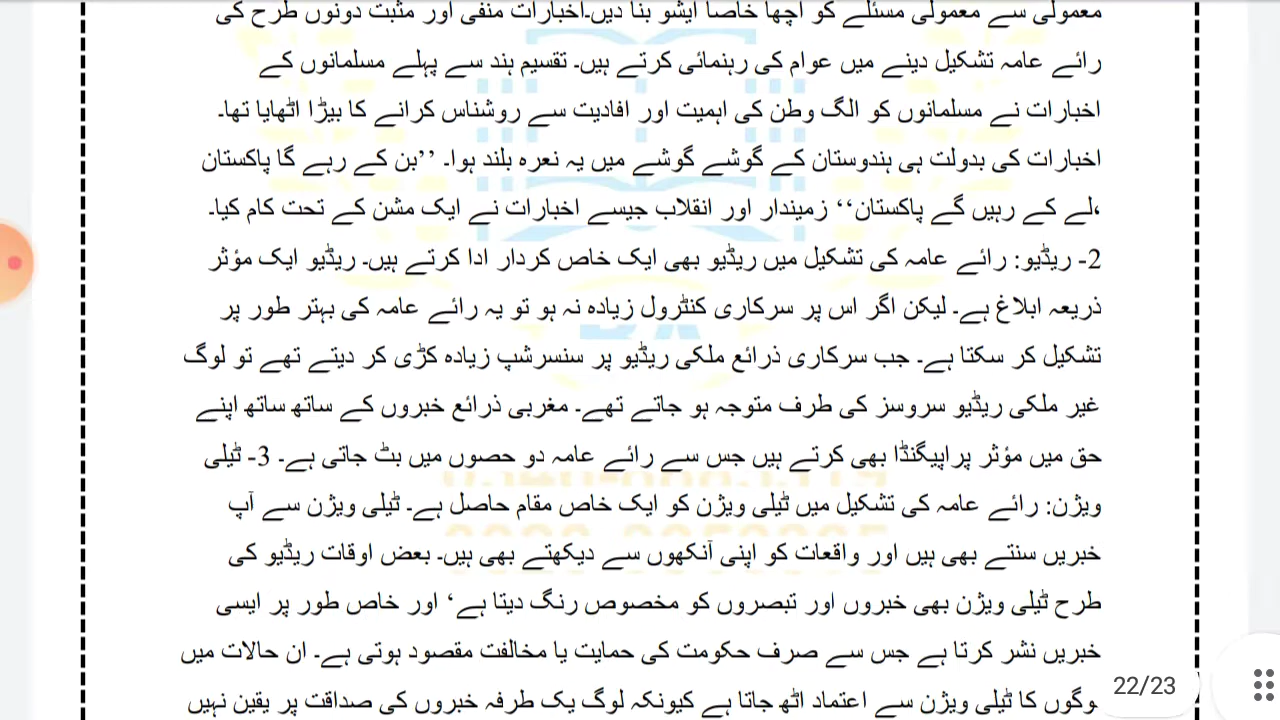 معمولی سے معمولی مسئلے کو اچھا خاصا ایشو بنا دیں۔اخبارات منفی اور مثبت دونوں طرح کی
رائے عامہ تشکیل دینے میں عوام کی رہنمائی کرتے ہیں۔ تقسیم ہند سے پہلے مسلمانوں کے
اخبارات نے مسلمانوں کو الگ وطن کی اہمیت اور افادیت سے روشناس کرانے کا بیڑا اٹھایا تھا۔
اخبارات کی بدولت ہی ہندوستان کے گوشے گوشے میں یہ نعرہ بلند ہوا۔ ’’بن کے رہے گا پاکستان
،لے کے رہیں گے پاکستان‘‘ زمیندار اور انقلاب جیسے اخبارات نے ایک مشن کے تحت کام کیا۔
2- ریڈیو: رائے عامہ کی تشکیل میں ریڈیو بھی ایک خاص کردار ادا کرتے ہیں۔ ریڈیو ایک مؤثر
ذریعہ ابلاغ ہے۔ لیکن اگر اس پر سرکاری کنٹرول زیادہ نہ ہو تو یہ رائے عامہ کی بہتر طور پر
تشکیل کر سکتا ہے۔ جب سرکاری ذرائع ملکی ریڈیو پر سنسرشپ زیادہ کڑی کر دیتے تھے تو لوگ
غیر ملکی ریڈیو سروسز کی طرف متوجہ ہو جاتے تھے۔ مغربی ذرائع خبروں کے ساتھ ساتھ اپنے
حق میں مؤثر پراپیگنڈا بھی کرتے ہیں جس سے رائے عامہ دو حصوں میں بٹ جاتی ہے۔ 3- ٹیلی
ویژن: رائے عامہ کی تشکیل میں ٹیلی ویژن کو ایک خاص مقام حاصل ہے۔ ٹیلی ویژن سے آپ
خبریں سنتے بھی ہیں اور واقعات کو اپنی آنکھوں سے دیکھتے بھی ہیں۔ بعض اوقات ریڈیو کی
طرح ٹیلی ویژن بھی خبروں اور تبصروں کو مخصوص رنگ دیتا ہے‘ اور خاص طور پر ایسی
خبریں نشر کرتا ہے جس سے صرف حکومت کی حمایت یا مخالفت مقصود ہوتی ہے۔ ان حالات میں
لوگوں کا ٹیلی ویژن سے اعتماد اٹھ جاتا ہے کیونکہ لوگ یک طرفہ خبروں کی صداقت پر یقین نہیں
22/23